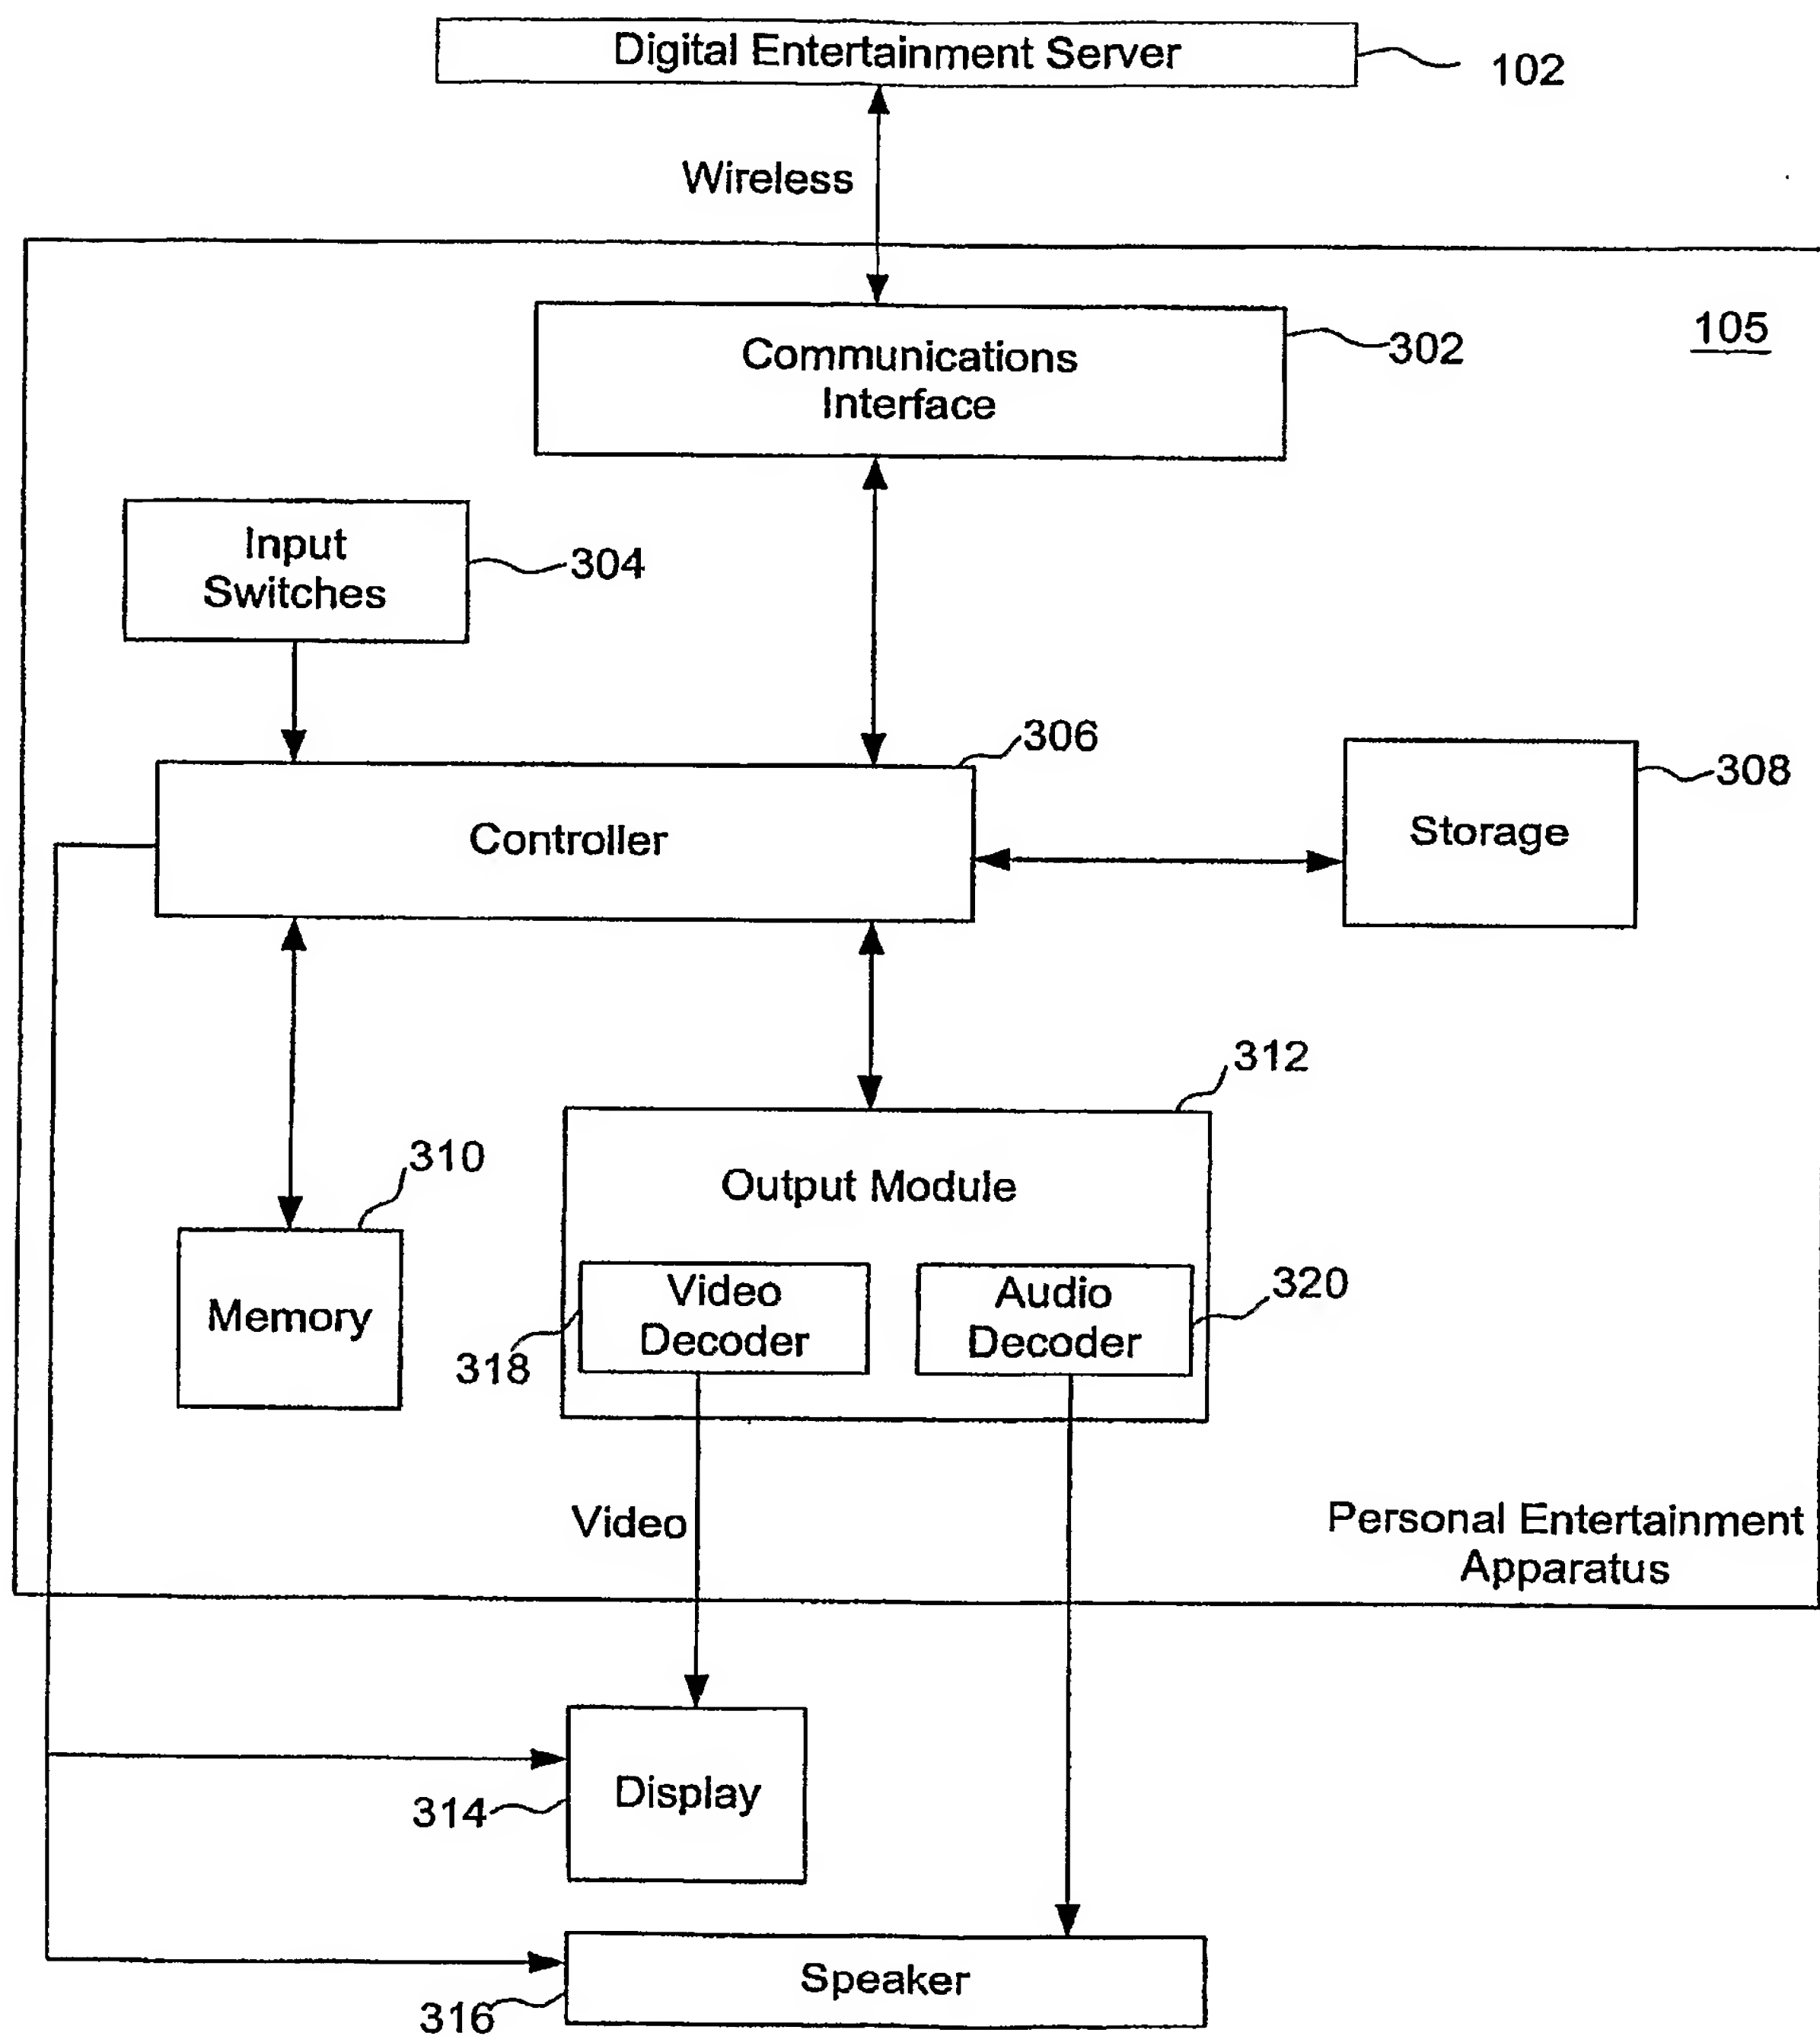 Digital Entertainment Server
102
Wireless
105
Communications
Interface
302
Input
Switches
304
306
Controller
308
Storage
312
310
Output Module
Memory
Video
Decoder
318
Audio
Decoder
320
Video
Personal Entertainment
Apparatus
Display
314
Speaker
316